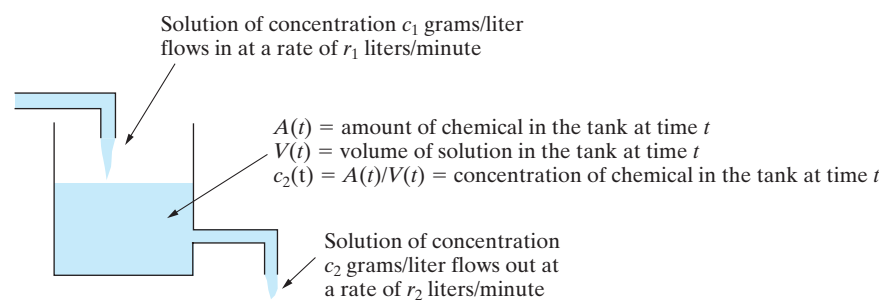 Solution of concentration c₁ grams/liter
flows in at a rate of r₁ liters/minute
A(t) = amount of chemical in the tank at time t
V(t) = volume of solution in the tank at time t
c₂(t) = A(t)/V(t) = concentration of chemical in the tank at time t
Solution of concentration
c₂ grams/liter flows out at
a rate of r₂ liters/minute